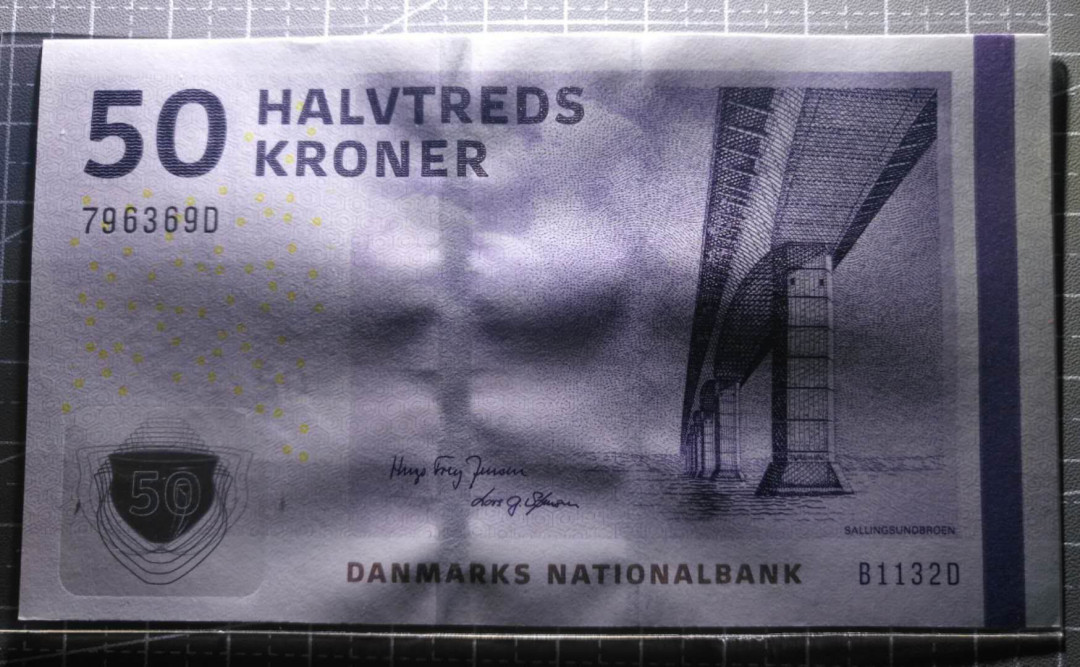 50 HALVTREDS
KRONER
796369D
50
SALLINGSUNDBROEN
DANMARKS NATIONALBANK
B1132D